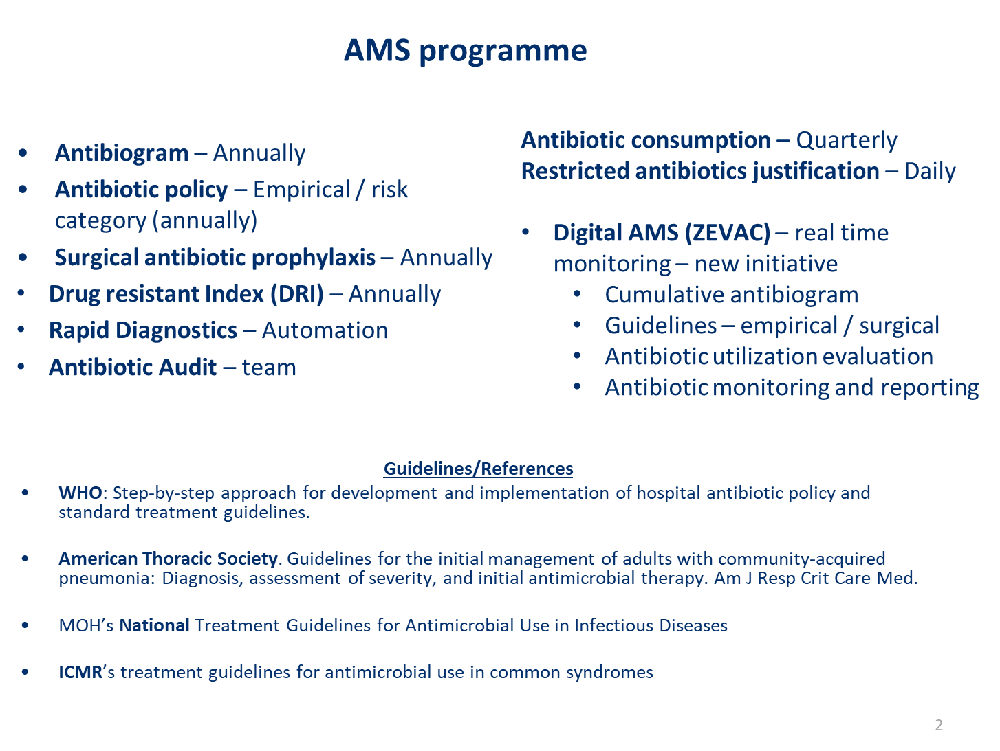 AMS programme
• Antibiogram – Annually
• Antibiotic policy – Empirical / risk
category (annually)
• Surgical antibiotic prophylaxis – Annually
• Drug resistant Index (DRI) – Annually
• Rapid Diagnostics – Automation
• Antibiotic Audit – team
Antibiotic consumption – Quarterly
Restricted antibiotics justification – Daily
• Digital AMS (ZEVAC) – real time
monitoring – new initiative
• Cumulative antibiogram
• Guidelines – empirical / surgical
• Antibiotic utilization evaluation
• Antibiotic monitoring and reporting
Guidelines/References
• WHO: Step-by-step approach for development and implementation of hospital antibiotic policy and
standard treatment guidelines.
• American Thoracic Society. Guidelines for the initial management of adults with community-acquired
pneumonia: Diagnosis, assessment of severity, and initial antimicrobial therapy. Am J Resp Crit Care Med.
• MOH’s National Treatment Guidelines for Antimicrobial Use in Infectious Diseases
• ICMR’s treatment guidelines for antimicrobial use in common syndromes
2